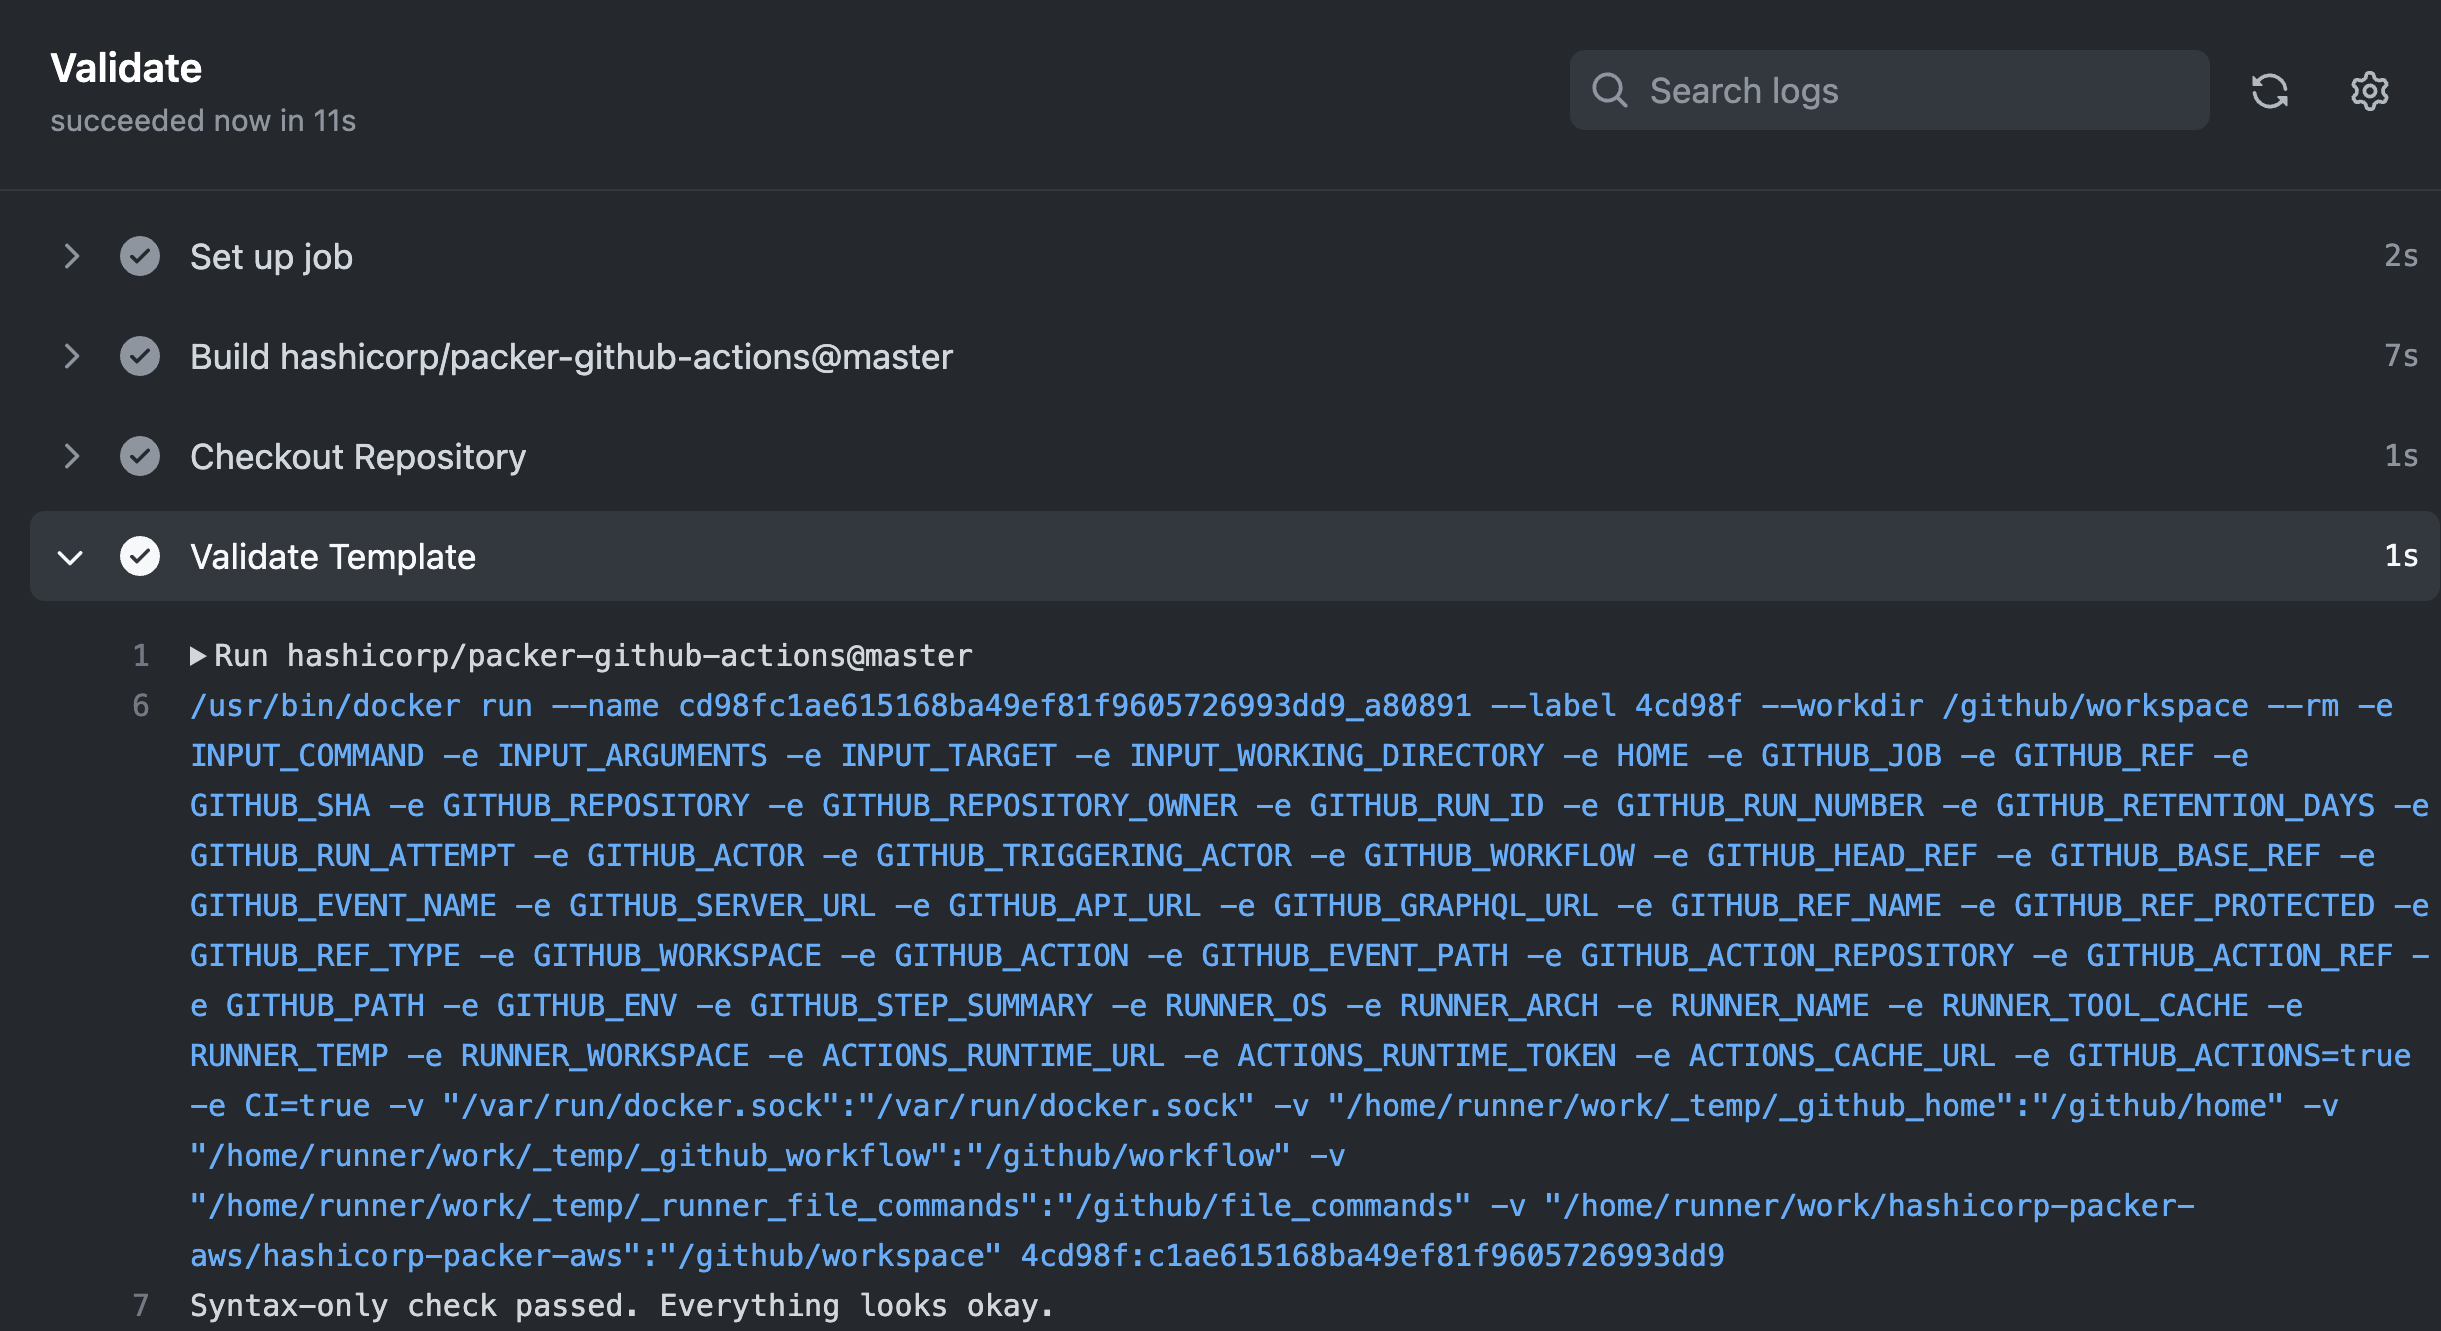 Validate
succeeded now in 11s
Search logs
Set up job
2s
Build hashicorp/packer-github-actions@master
7s
Checkout Repository
1s
Validate Template
1s
1 Run hashicorp/packer-github-actions@master
6 /usr/bin/docker run --name cd98fc1ae615168ba49ef81f9605726993dd9_a80891 --label 4cd98f --workdir /github/workspace --rm -e
INPUT_COMMAND -e INPUT_ARGUMENTS -e INPUT_TARGET -e INPUT_WORKING_DIRECTORY -e HOME -e GITHUB_JOB -e GITHUB_REF -e
GITHUB_SHA -e GITHUB_REPOSITORY -e GITHUB_REPOSITORY_OWNER -e GITHUB_RUN_ID -e GITHUB_RUN_NUMBER -e GITHUB_RETENTION_DAYS -e
GITHUB_RUN_ATTEMPT -e GITHUB_ACTOR -e GITHUB_TRIGGERING_ACTOR -e GITHUB_WORKFLOW -e GITHUB_HEAD_REF -e GITHUB_BASE_REF -e
GITHUB_EVENT_NAME -e GITHUB_SERVER_URL -e GITHUB_API_URL -e GITHUB_GRAPHQL_URL -e GITHUB_REF_NAME -e GITHUB_REF_PROTECTED -e
GITHUB_REF_TYPE -e GITHUB_WORKSPACE -e GITHUB_ACTION -e GITHUB_EVENT_PATH -e GITHUB_ACTION_REPOSITORY -e GITHUB_ACTION_REF -
e GITHUB_PATH -e GITHUB_ENV -e GITHUB_STEP_SUMMARY -e RUNNER_OS -e RUNNER_ARCH -e RUNNER_NAME -e RUNNER_TOOL_CACHE -e
RUNNER_TEMP -e RUNNER_WORKSPACE -e ACTIONS_RUNTIME_URL -e ACTIONS_RUNTIME_TOKEN -e ACTIONS_CACHE_URL -e GITHUB_ACTIONS=true
-e CI=true -v "/var/run/docker.sock":"/var/run/docker.sock" -v "/home/runner/work/_temp/_github_home":"/github/home" -v
"/home/runner/work/_temp/_github_workflow":"/github/workflow" -v
"/home/runner/work/_temp/_runner_file_commands":"/github/file_commands" -v "/home/runner/work/hashicorp-packer-
aws/hashicorp-packer-aws":"/github/workspace" 4cd98f:c1ae615168ba49ef81f9605726993dd9
7 Syntax-only check passed. Everything looks okay.